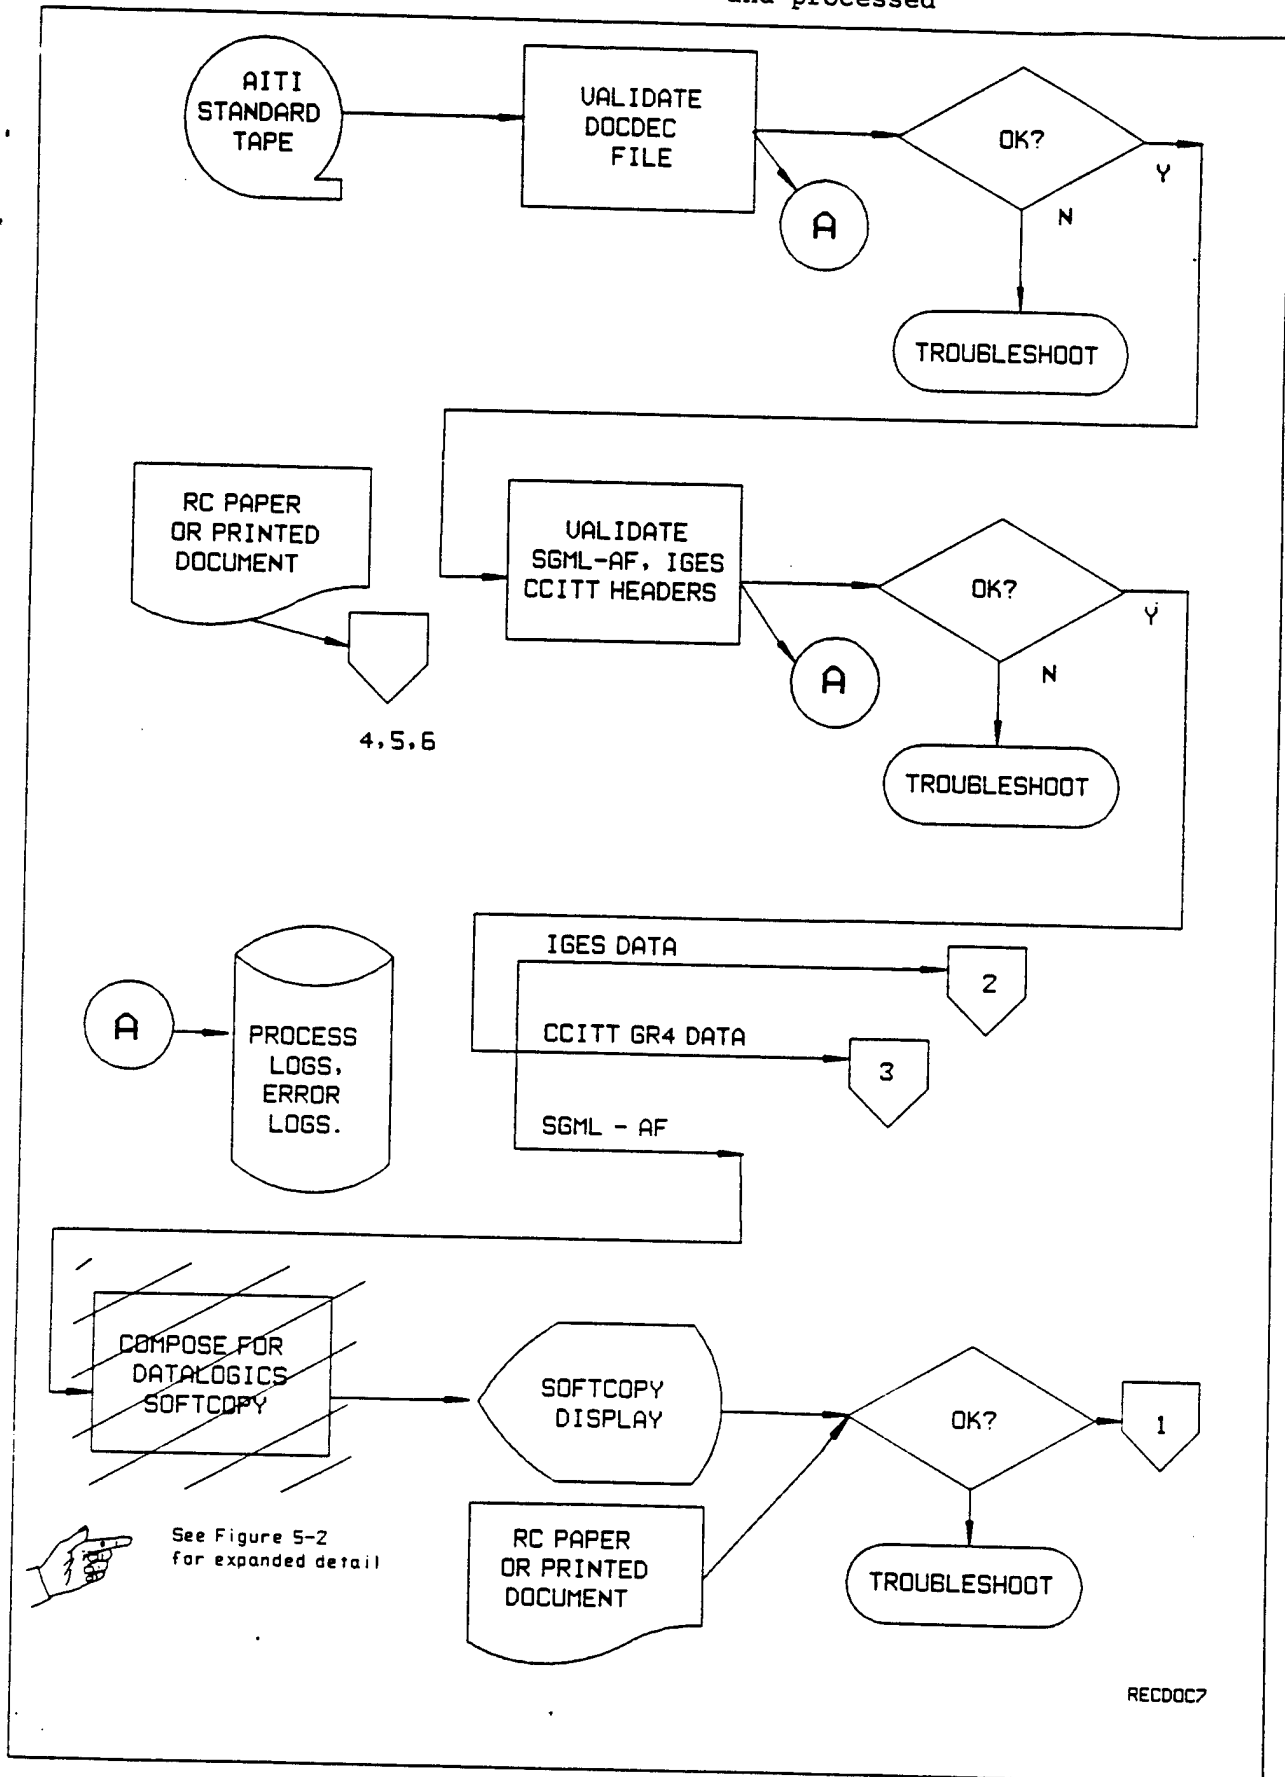 and processed
AITI
STANDARD
TAPE
VALIDATE
DOCDEC
FILE
OK?
Y
A
N
TROUBLESHOOT
RC PAPER
OR PRINTED
DOCUMENT
VALIDATE
SGML-AF, IGES
CCITT HEADERS
OK?
Y
A
N
4,5,6
TROUBLESHOOT
IGES DATA
2
A
PROCESS
LOGS,
ERROR
LOGS.
CCITT GR4 DATA
3
SGML - AF
COMPOSE FOR
DATALOGICS
SOFTCOPY
SOFTCOPY
DISPLAY
OK?
1
See Figure 5-2
for expanded detail
RC PAPER
OR PRINTED
DOCUMENT
TROUBLESHOOT
RECDOC7